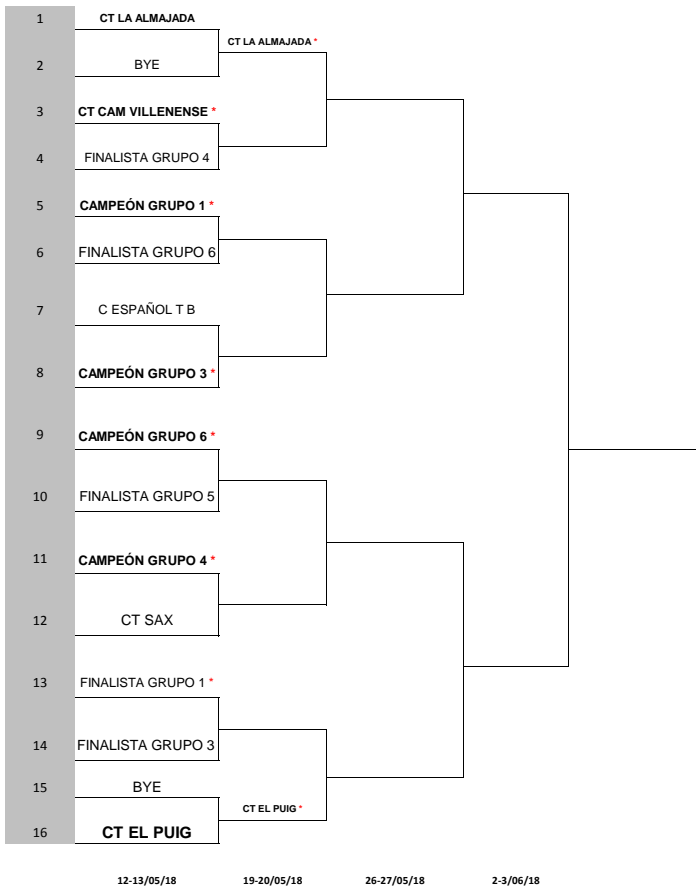 1 CT LA ALMAJADA
CT LA ALMAJADA *
2 BYE
3 CT CAM VILLENENSE *
4 FINALISTA GRUPO 4
5 CAMPEÓN GRUPO 1 *
6 FINALISTA GRUPO 6
7 C ESPAÑOL T B
8 CAMPEÓN GRUPO 3 *
9 CAMPEÓN GRUPO 6 *
10 FINALISTA GRUPO 5
11 CAMPEÓN GRUPO 4 *
12 CT SAX
13 FINALISTA GRUPO 1 *
14 FINALISTA GRUPO 3
15 BYE
CT EL PUIG *
16 CT EL PUIG
12-13/05/18 19-20/05/18 26-27/05/18 2-3/06/18